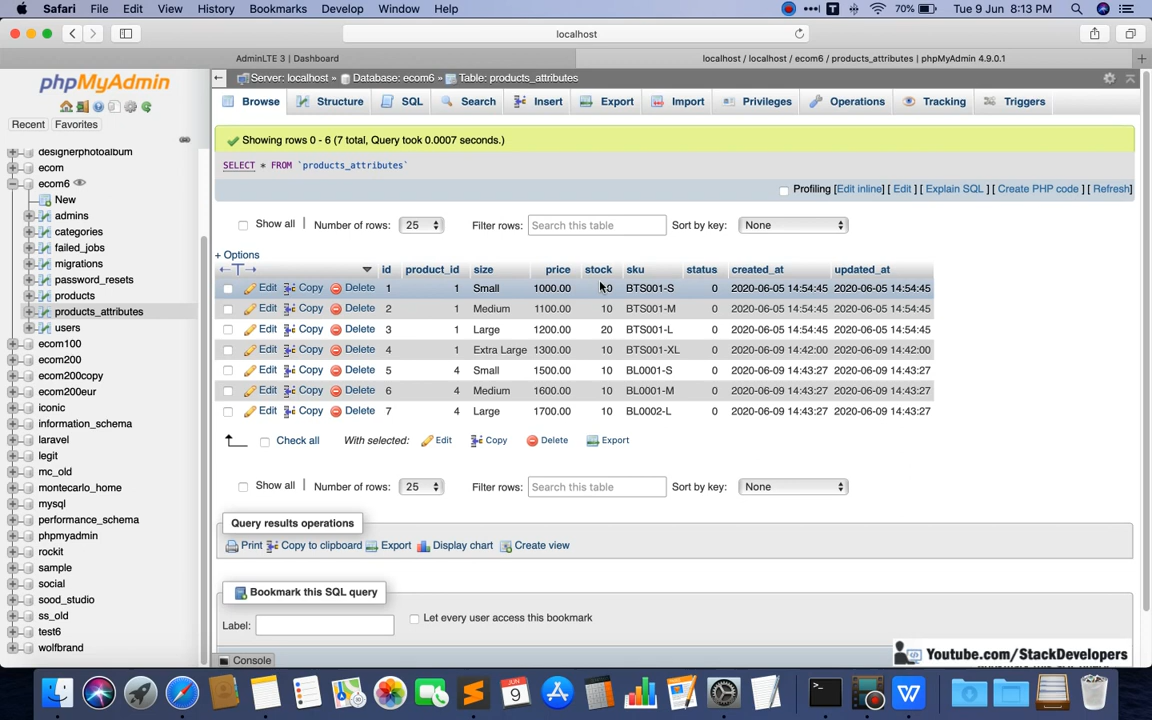 Safari File Edit View History Bookmarks Develop Window Help 70% Tue 9 Jun 8:13 PM
localhost
AdminLTE 3 | Dashboard
localhost / localhost / ecom6 / products_attributes | phpMyAdmin 4.9.0.1
phpMyAdmin
Recent Favorites
designerphotoalbum
ecom
ecom6
New
admins
categories
failed_jobs
migrations
password_resets
products
products_attributes
users
ecom100
ecom200
ecom200copy
ecom200eur
iconic
information_schema
laravel
legit
mc_old
montecarlo_home
mysql
performance_schema
phpmyadmin
rockit
sample
social
sood_studio
ss_old
test6
wolfbrand
Server: localhost » Database: ecom6 » Table: products_attributes
Browse Structure SQL Search Insert Export Import Privileges Operations Tracking Triggers
Showing rows 0 - 6 (7 total, Query took 0.0007 seconds.)
SELECT * FROM `products_attributes`
Profiling [Edit inline] [ Edit ] [ Explain SQL ] [ Create PHP code ] [ Refresh]
Show all Number of rows: 25 Filter rows: Search this table Sort by key: None
+ Options
id product_id size price stock sku status created_at updated_at
Edit Copy Delete 1 1 Small 1000.00 BTS001-S 0 2020-06-05 14:54:45 2020-06-05 14:54:45
Edit Copy Delete 2 1 Medium 1100.00 10 BTS001-M 0 2020-06-05 14:54:45 2020-06-05 14:54:45
Edit Copy Delete 3 1 Large 1200.00 20 BTS001-L 0 2020-06-05 14:54:45 2020-06-05 14:54:45
Edit Copy Delete 4 1 Extra Large 1300.00 10 BTS001-XL 0 2020-06-09 14:42:00 2020-06-09 14:42:00
Edit Copy Delete 5 4 Small 1500.00 10 BL0001-S 0 2020-06-09 14:43:27 2020-06-09 14:43:27
Edit Copy Delete 6 4 Medium 1600.00 10 BL0001-M 0 2020-06-09 14:43:27 2020-06-09 14:43:27
Edit Copy Delete 7 4 Large 1700.00 10 BL0002-L 0 2020-06-09 14:43:27 2020-06-09 14:43:27
Check all With selected: Edit Copy Delete Export
Show all Number of rows: 25 Filter rows: Search this table Sort by key: None
Query results operations
Print Copy to clipboard Export Display chart Create view
Bookmark this SQL query
Label: Let every user access this bookmark
Console
Youtube.com/StackDevelopers
JUN
9